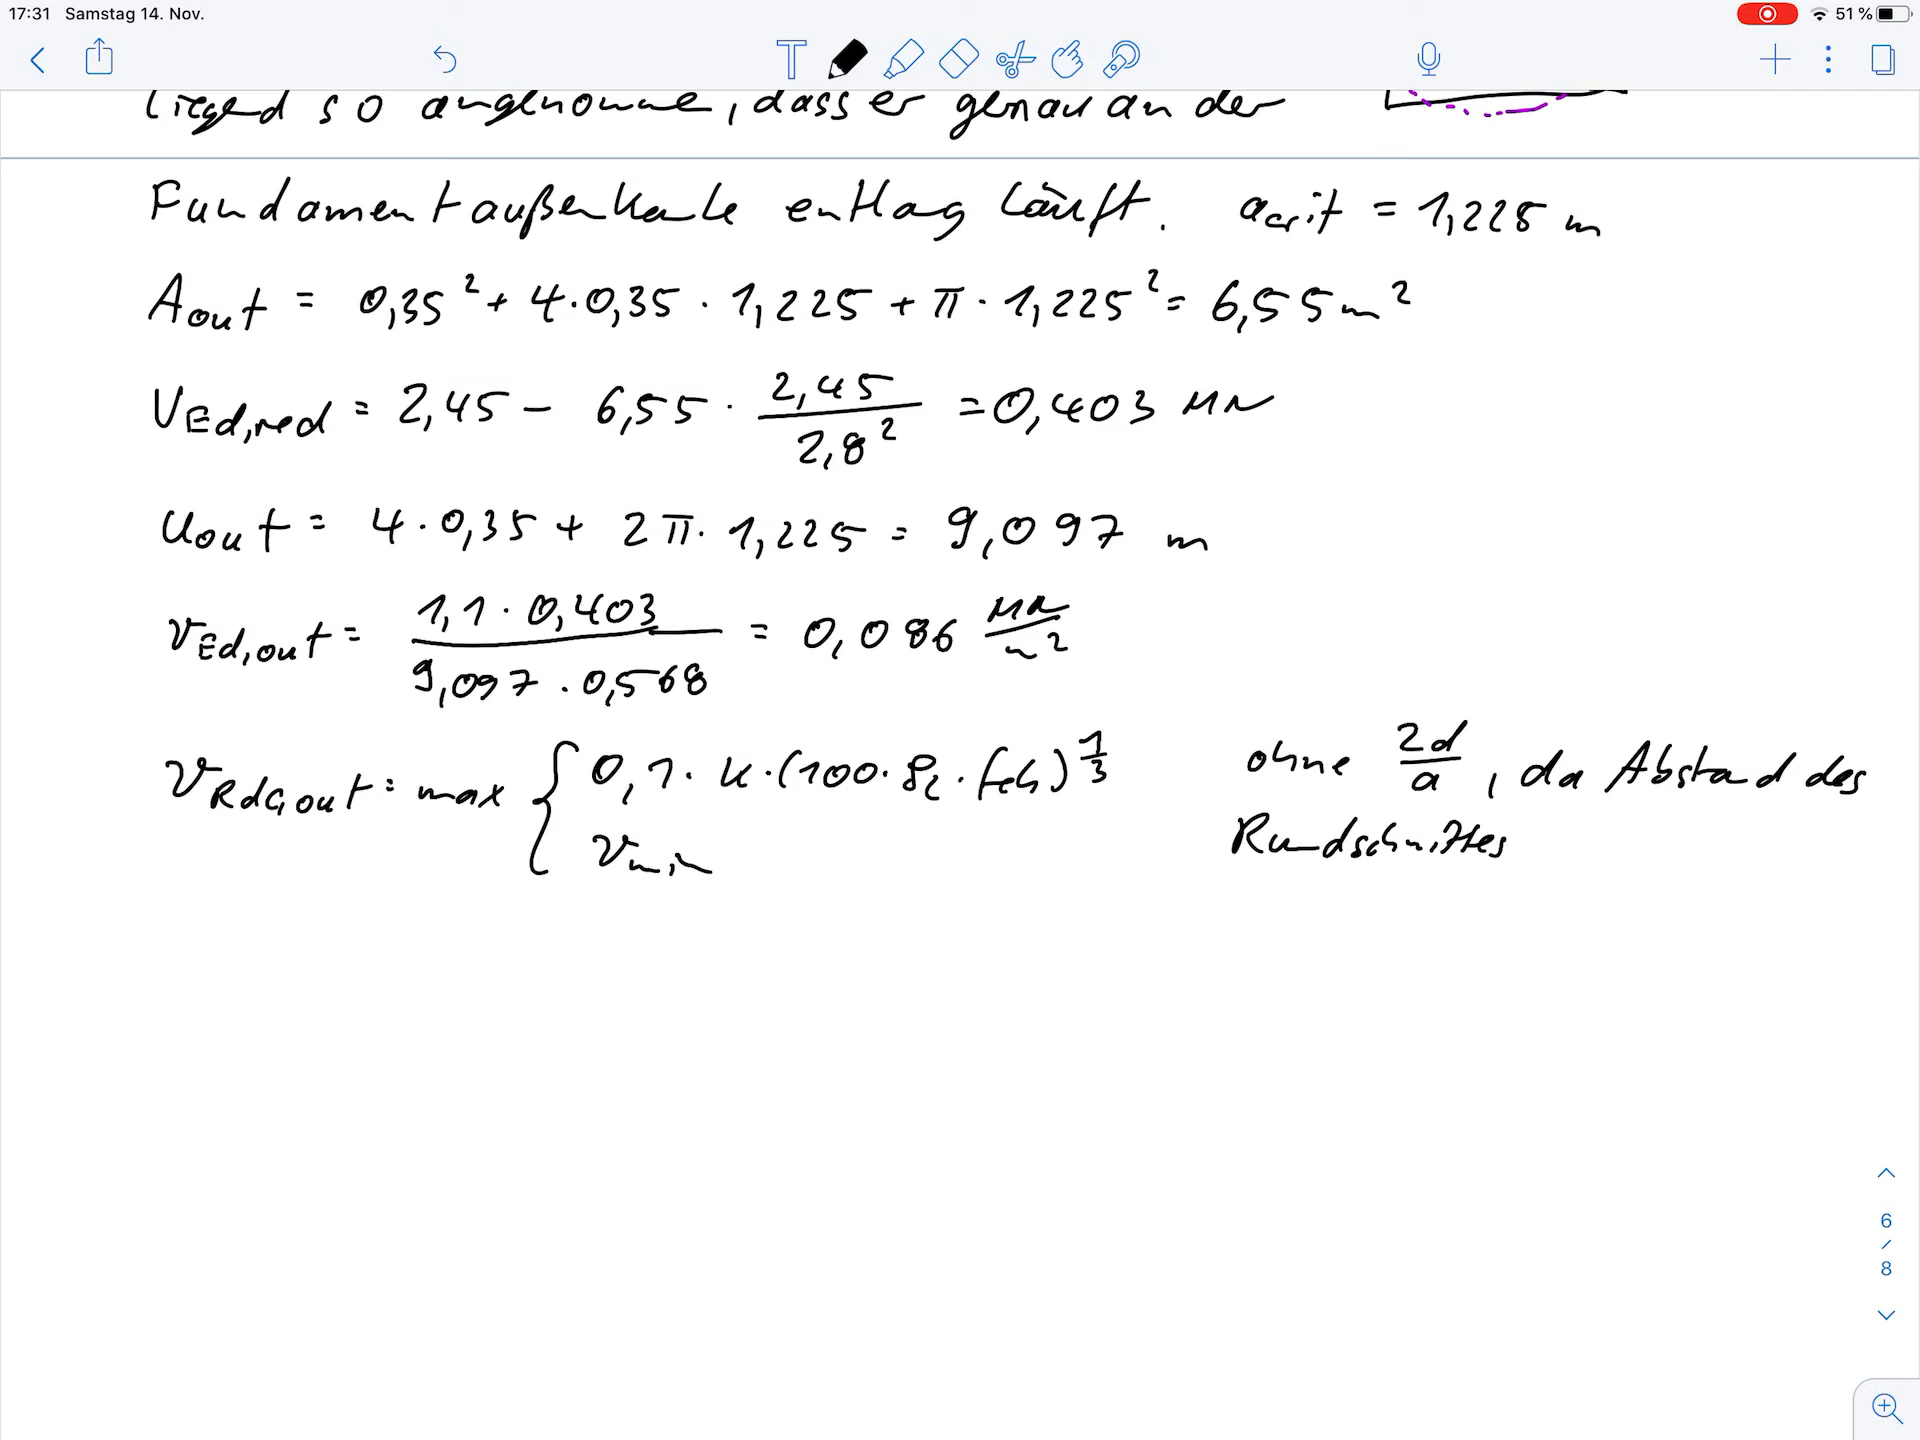 17:31 Samstag 14. Nov. 51 %
T
liegend so angenomme, dass er genau an der
Fundamentaußenkante entlag läuft. acrit = 1,225 m
Aout = 0,35² + 4·0,35 · 1,225 + π · 1,225² = 6,55 m²
VEd,red = 2,45 − 6,55 · 2,45/2,8² = 0,403 MN
uout = 4·0,35 + 2π · 1,225 = 9,097 m
vEd,out = 1,1 · 0,403 / 9,097 · 0,568 = 0,086 MN/m²
vRdc,out = max { 0,1 · k · (100 · ρl · fck)^1/3 ohne 2d/a, da Abstand des
vmin Rundschnittes
6
/
8